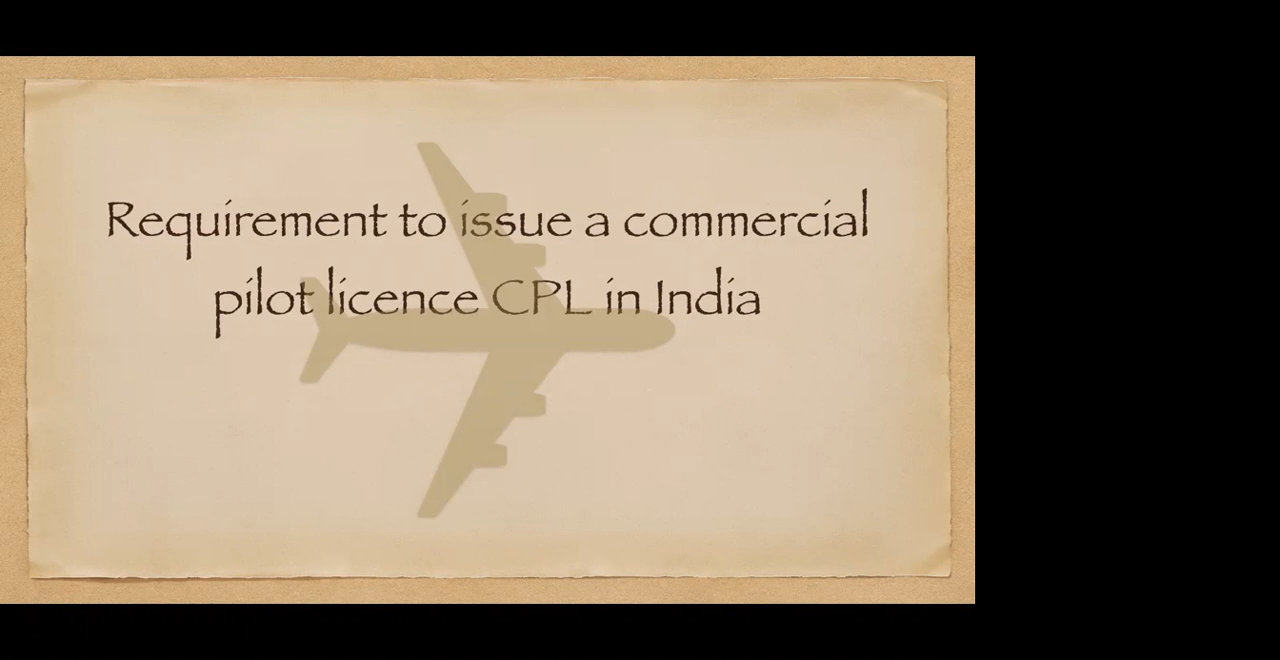 Requirement to issue a commercial
pilot licence CPL in India